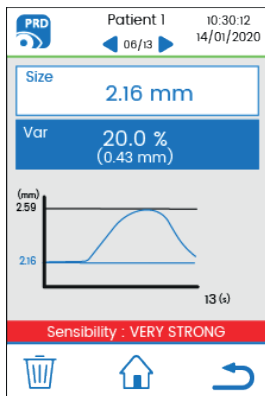 PRD
Patient 1
06/13
10:30:12
14/01/2020
Size
2.16 mm
Var
20.0 %
(0.43 mm)
(mm)
2.59
2.16
13 (s)
Sensibility : VERY STRONG